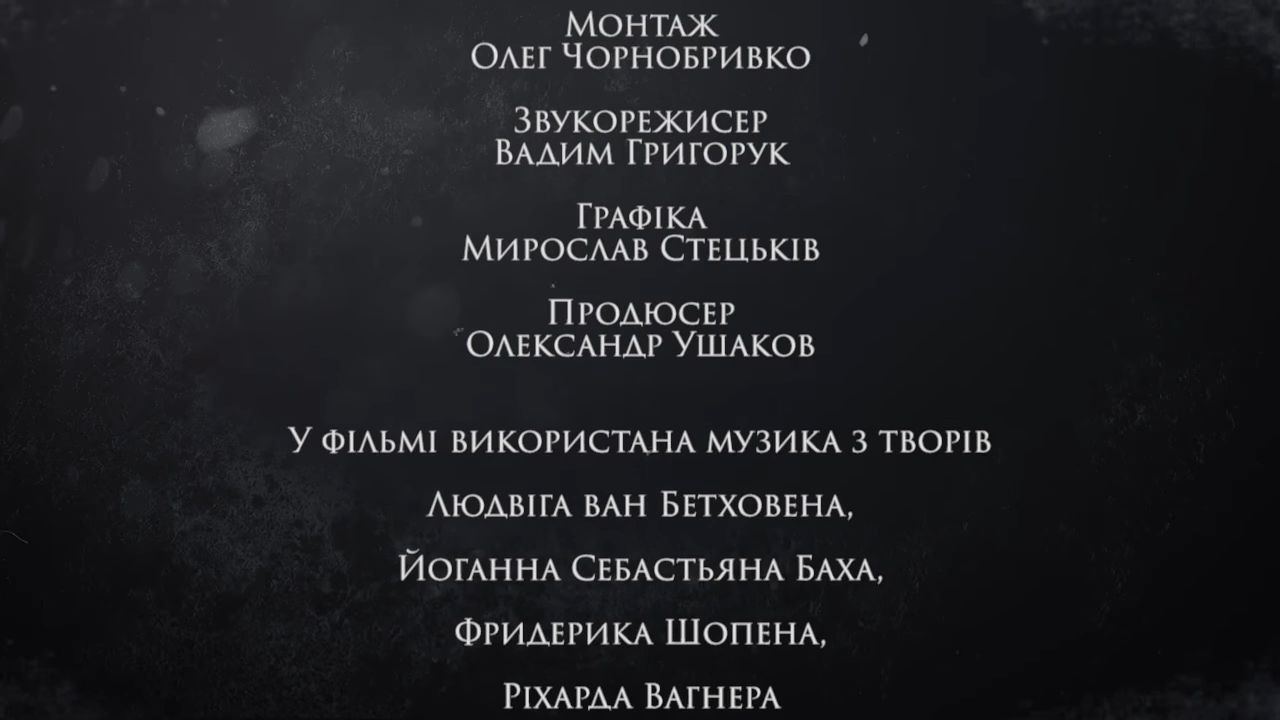 Монтаж
Олег Чорнобривко
Звукорежисер
Вадим Григорук
Графіка
Мирослав Стецьків
Продюсер
Олександр Ушаков
У фільмі використана музика з творів
Людвіга ван Бетховена,
Йоганна Себастьяна Баха,
Фридерика Шопена,
Ріхарда Вагнера